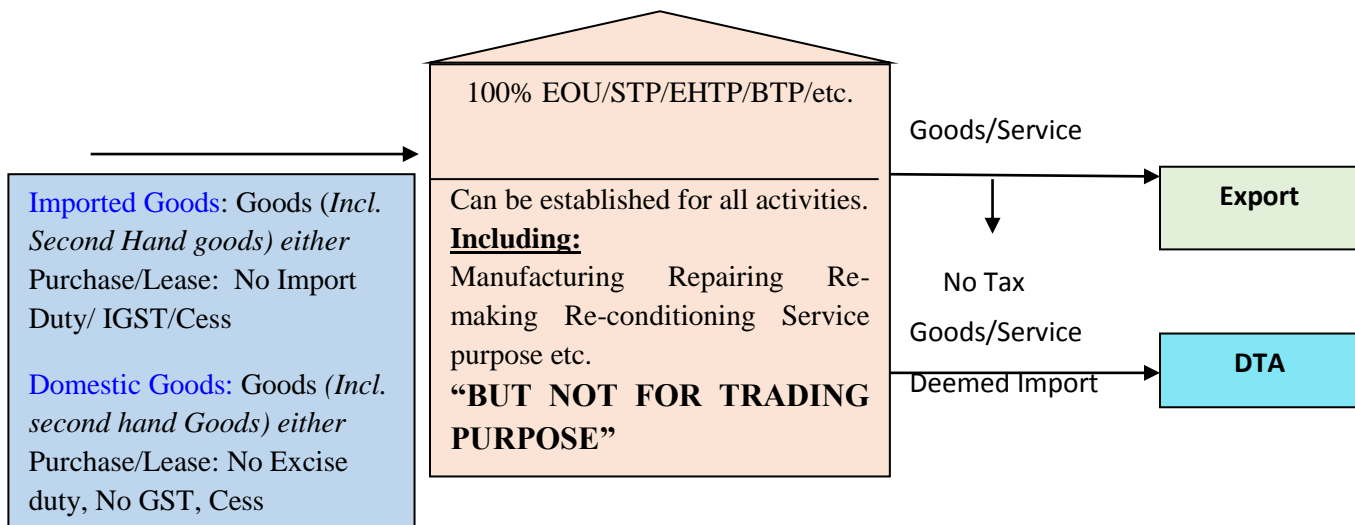 100% EOU/STP/EHTP/BTP/etc.
Imported Goods: Goods (Incl.
Second Hand goods) either
Purchase/Lease: No Import
Duty/ IGST/Cess
Domestic Goods: Goods (Incl.
second hand Goods) either
Purchase/Lease: No Excise
duty, No GST, Cess
Can be established for all activities.
Including:
Manufacturing Repairing Re-
making Re-conditioning Service
purpose etc.
“BUT NOT FOR TRADING
PURPOSE”
Goods/Service
No Tax
Goods/Service
Deemed Import
Export
DTA